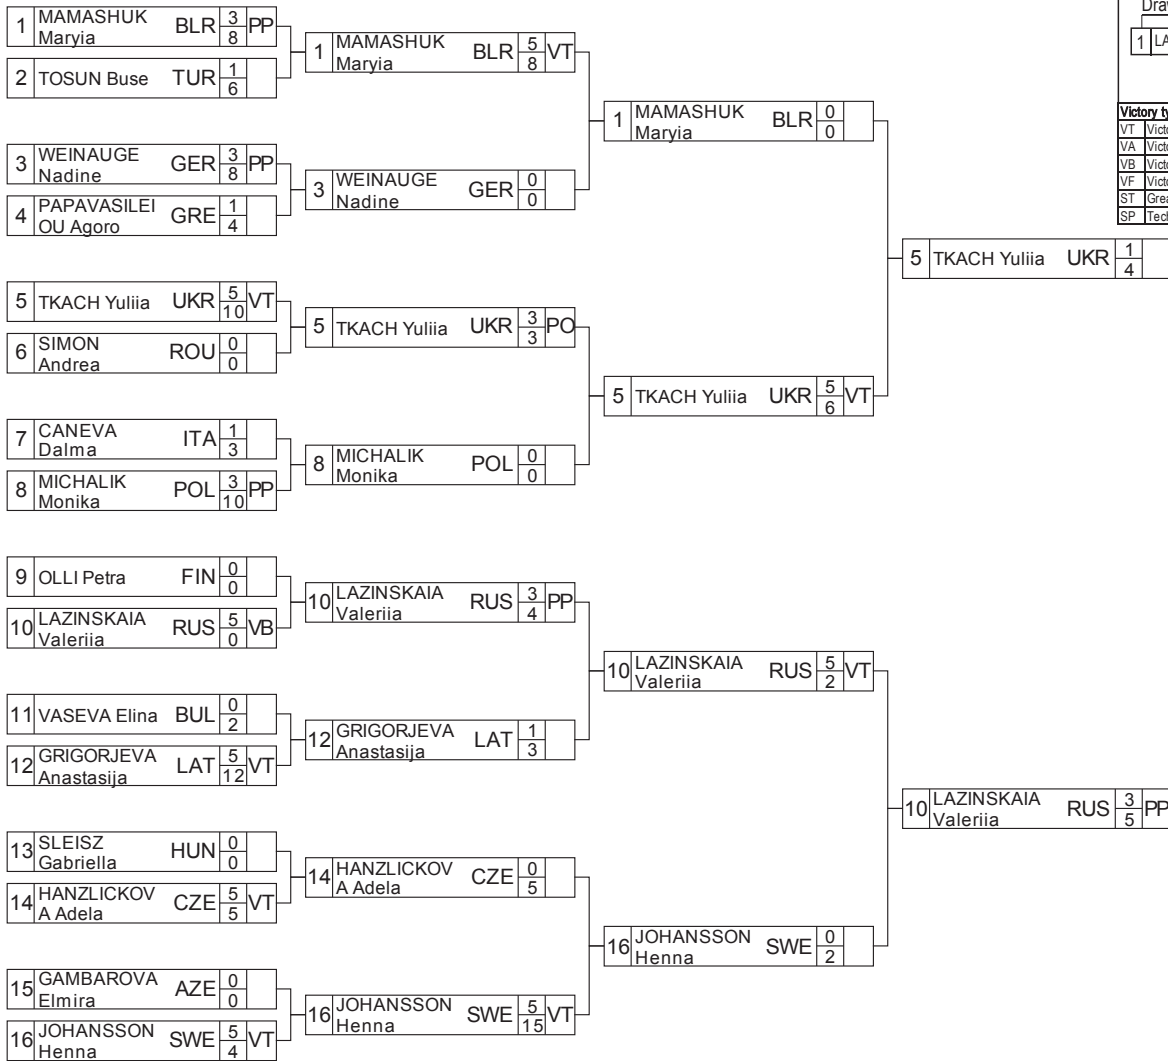 1 MAMASHUK Maryia BLR 3 8 PP
2 TOSUN Buse TUR 1 6
3 WEINAUGE Nadine GER 3 8 PP
4 PAPAVASILEI OU Agoro GRE 1 4
5 TKACH Yuliia UKR 5 10 VT
6 SIMON Andrea ROU 0 0
7 CANEVA Dalma ITA 1 3
8 MICHALIK Monika POL 3 10 PP
9 OLLI Petra FIN 0 0
10 LAZINSKAIA Valeriia RUS 5 0 VB
11 VASEVA Elina BUL 0 2
12 GRIGORJEVA Anastasija LAT 5 12 VT
13 SLEISZ Gabriella HUN 0 0
14 HANZLICKOV A Adela CZE 5 5 VT
15 GAMBAROVA Elmira AZE 0 0
16 JOHANSSON Henna SWE 5 4 VT
1 MAMASHUK Maryia BLR 5 8 VT
3 WEINAUGE Nadine GER 0 0
5 TKACH Yuliia UKR 3 3 PO
8 MICHALIK Monika POL 0 0
10 LAZINSKAIA Valeriia RUS 3 4 PP
12 GRIGORJEVA Anastasija LAT 1 3
14 HANZLICKOV A Adela CZE 0 5
16 JOHANSSON Henna SWE 5 15 VT
1 MAMASHUK Maryia BLR 0 0
5 TKACH Yuliia UKR 5 6 VT
10 LAZINSKAIA Valeriia RUS 5 2 VT
16 JOHANSSON Henna SWE 0 2
5 TKACH Yuliia UKR 1 4
10 LAZINSKAIA Valeriia RUS 3 5 PP
1
Victory
VT
VA
VB
VF
ST
SP